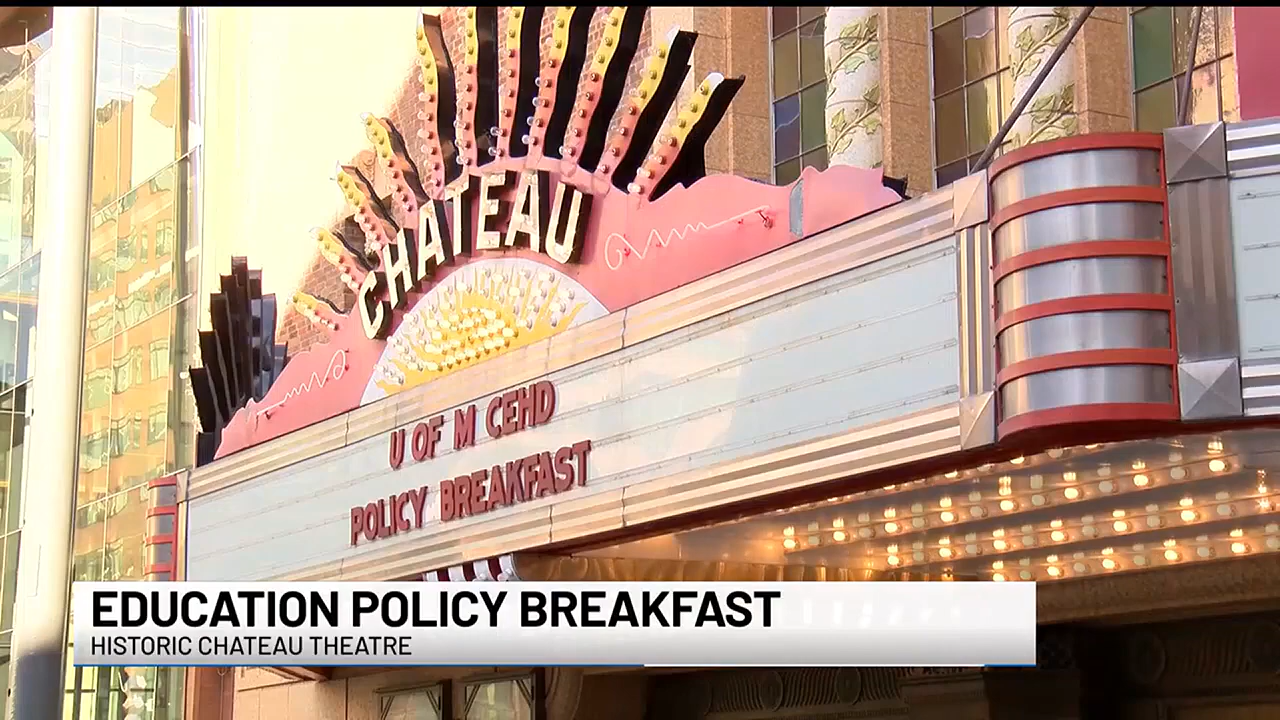 CHATEAU
U OF M CEHD
POLICY BREAKFAST
EDUCATION POLICY BREAKFAST
HISTORIC CHATEAU THEATRE